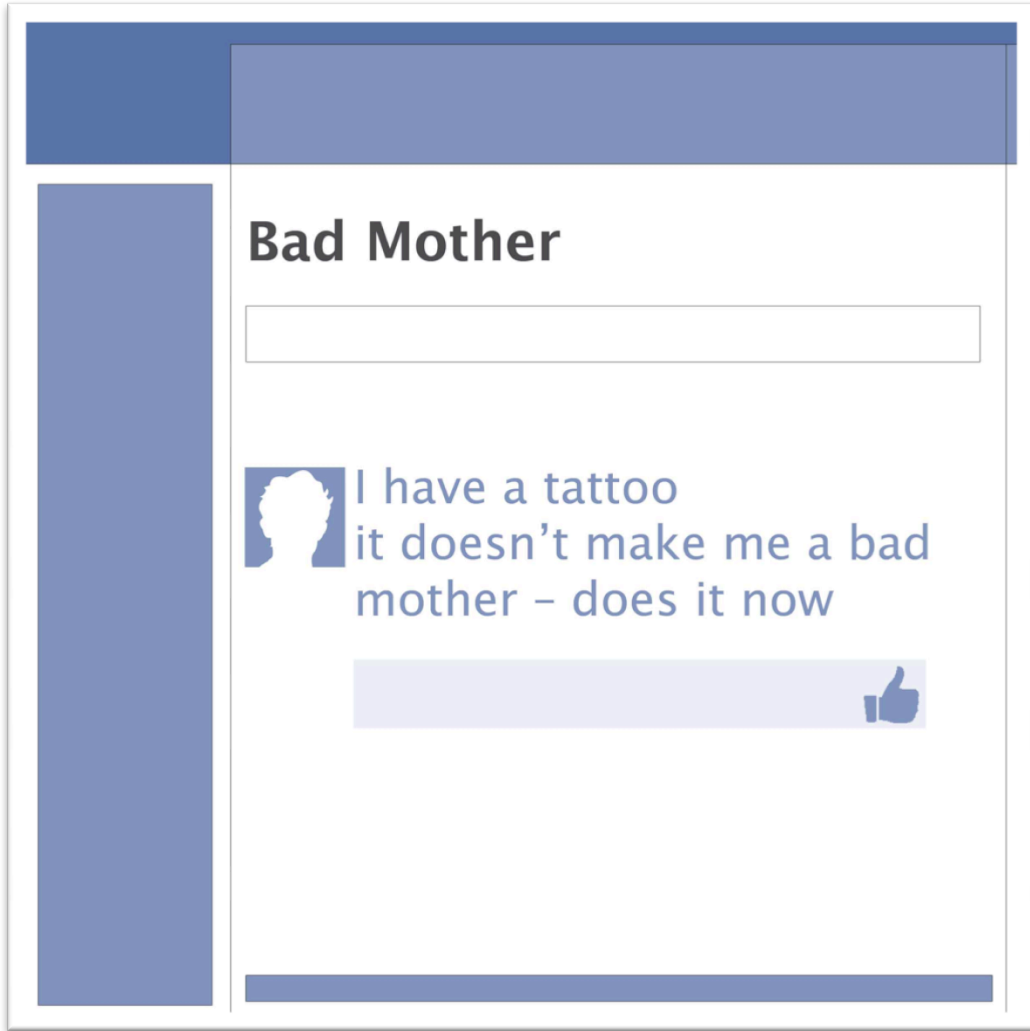 Bad Mother
I have a tattoo
it doesn’t make me a bad
mother – does it now